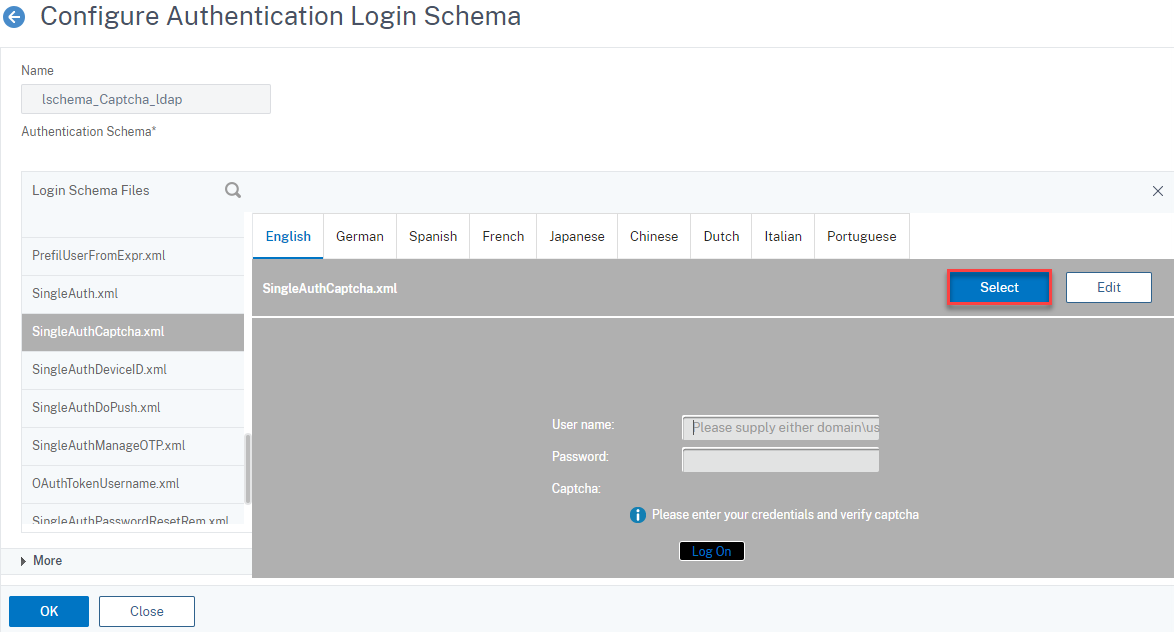 Configure Authentication Login Schema
Name
lschema_Captcha_ldap
Authentication Schema*
Login Schema Files
English German Spanish French Japanese Chinese Dutch Italian Portuguese
PrefilUserFromExpr.xml
SingleAuth.xml
SingleAuthCaptcha.xml
SingleAuthDeviceID.xml
SingleAuthDoPush.xml
SingleAuthManageOTP.xml
OAuthTokenUsername.xml
SingleAuthPasswordResetRem.xml
SingleAuthCaptcha.xml Select Edit
User name: Please supply either domain\us
Password:
Captcha:
Please enter your credentials and verify captcha
Log On
More
OK Close